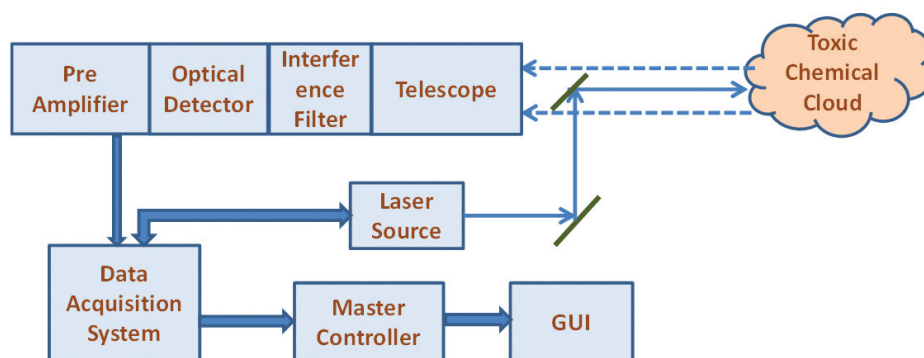 Pre
Amplifier
Optical
Detector
Interfer
ence
Filter
Telescope
Toxic
Chemical
Cloud
Laser
Source
Data
Acquisition
System
Master
Controller
GUI